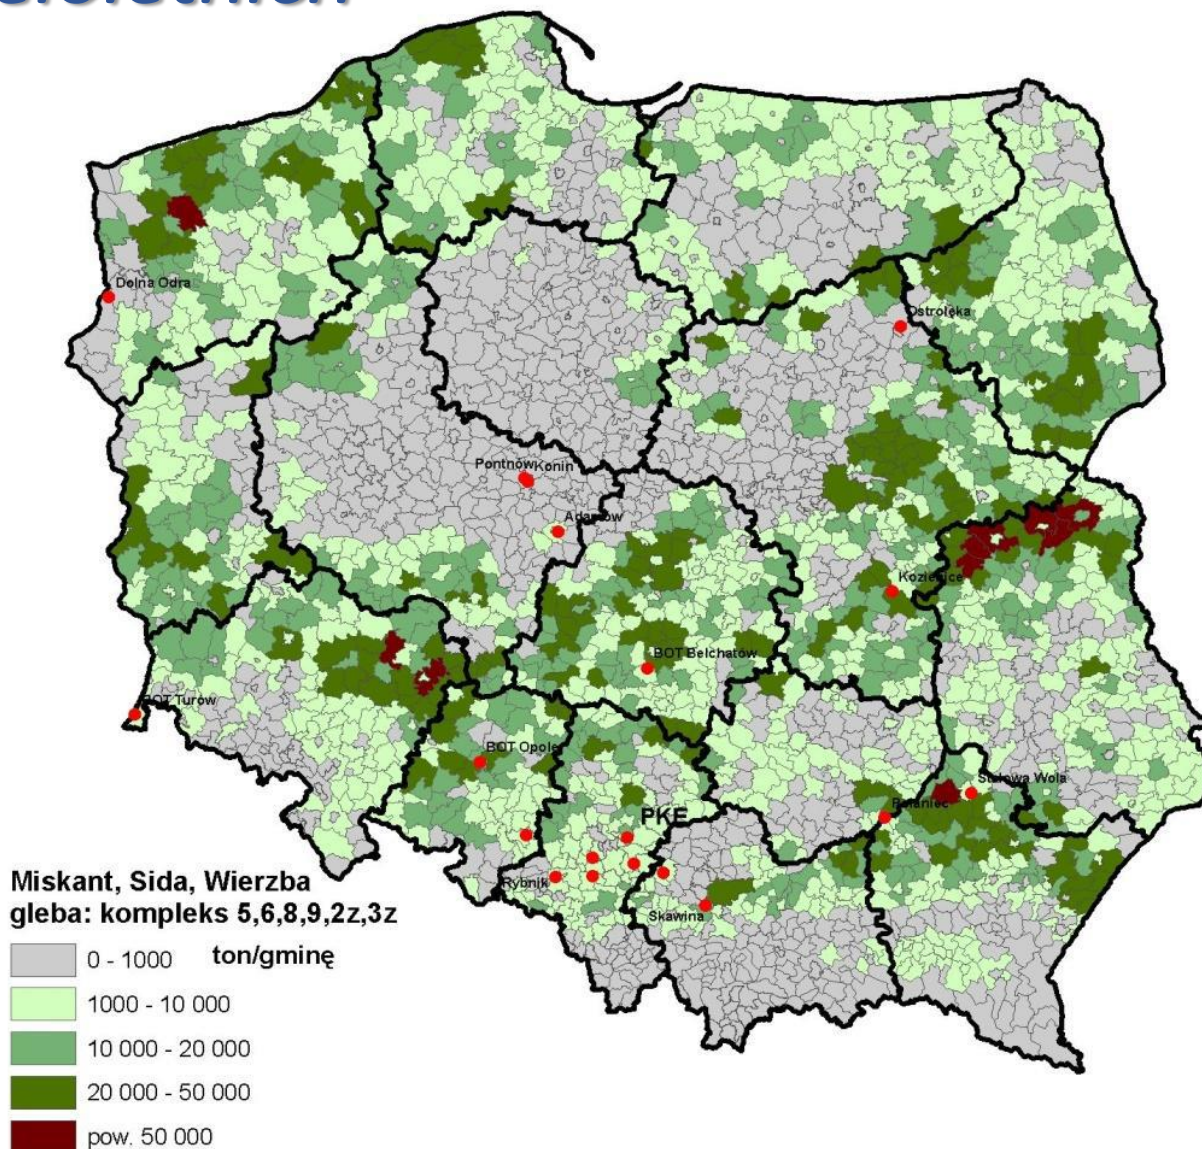 Dolna Odra
Ostrołęka
Pontnów Konin
Adamów
Kozienice
BOT Bełchatów
BOT Turów
BOT Opole
Stalowa Wola
Połaniec
PKE
Rybnik
Skawina
Miskant, Sida, Wierzba
gleba: kompleks 5,6,8,9,2z,3z
ton/gminę
0 - 1000
1000 - 10 000
10 000 - 20 000
20 000 - 50 000
pow. 50 000